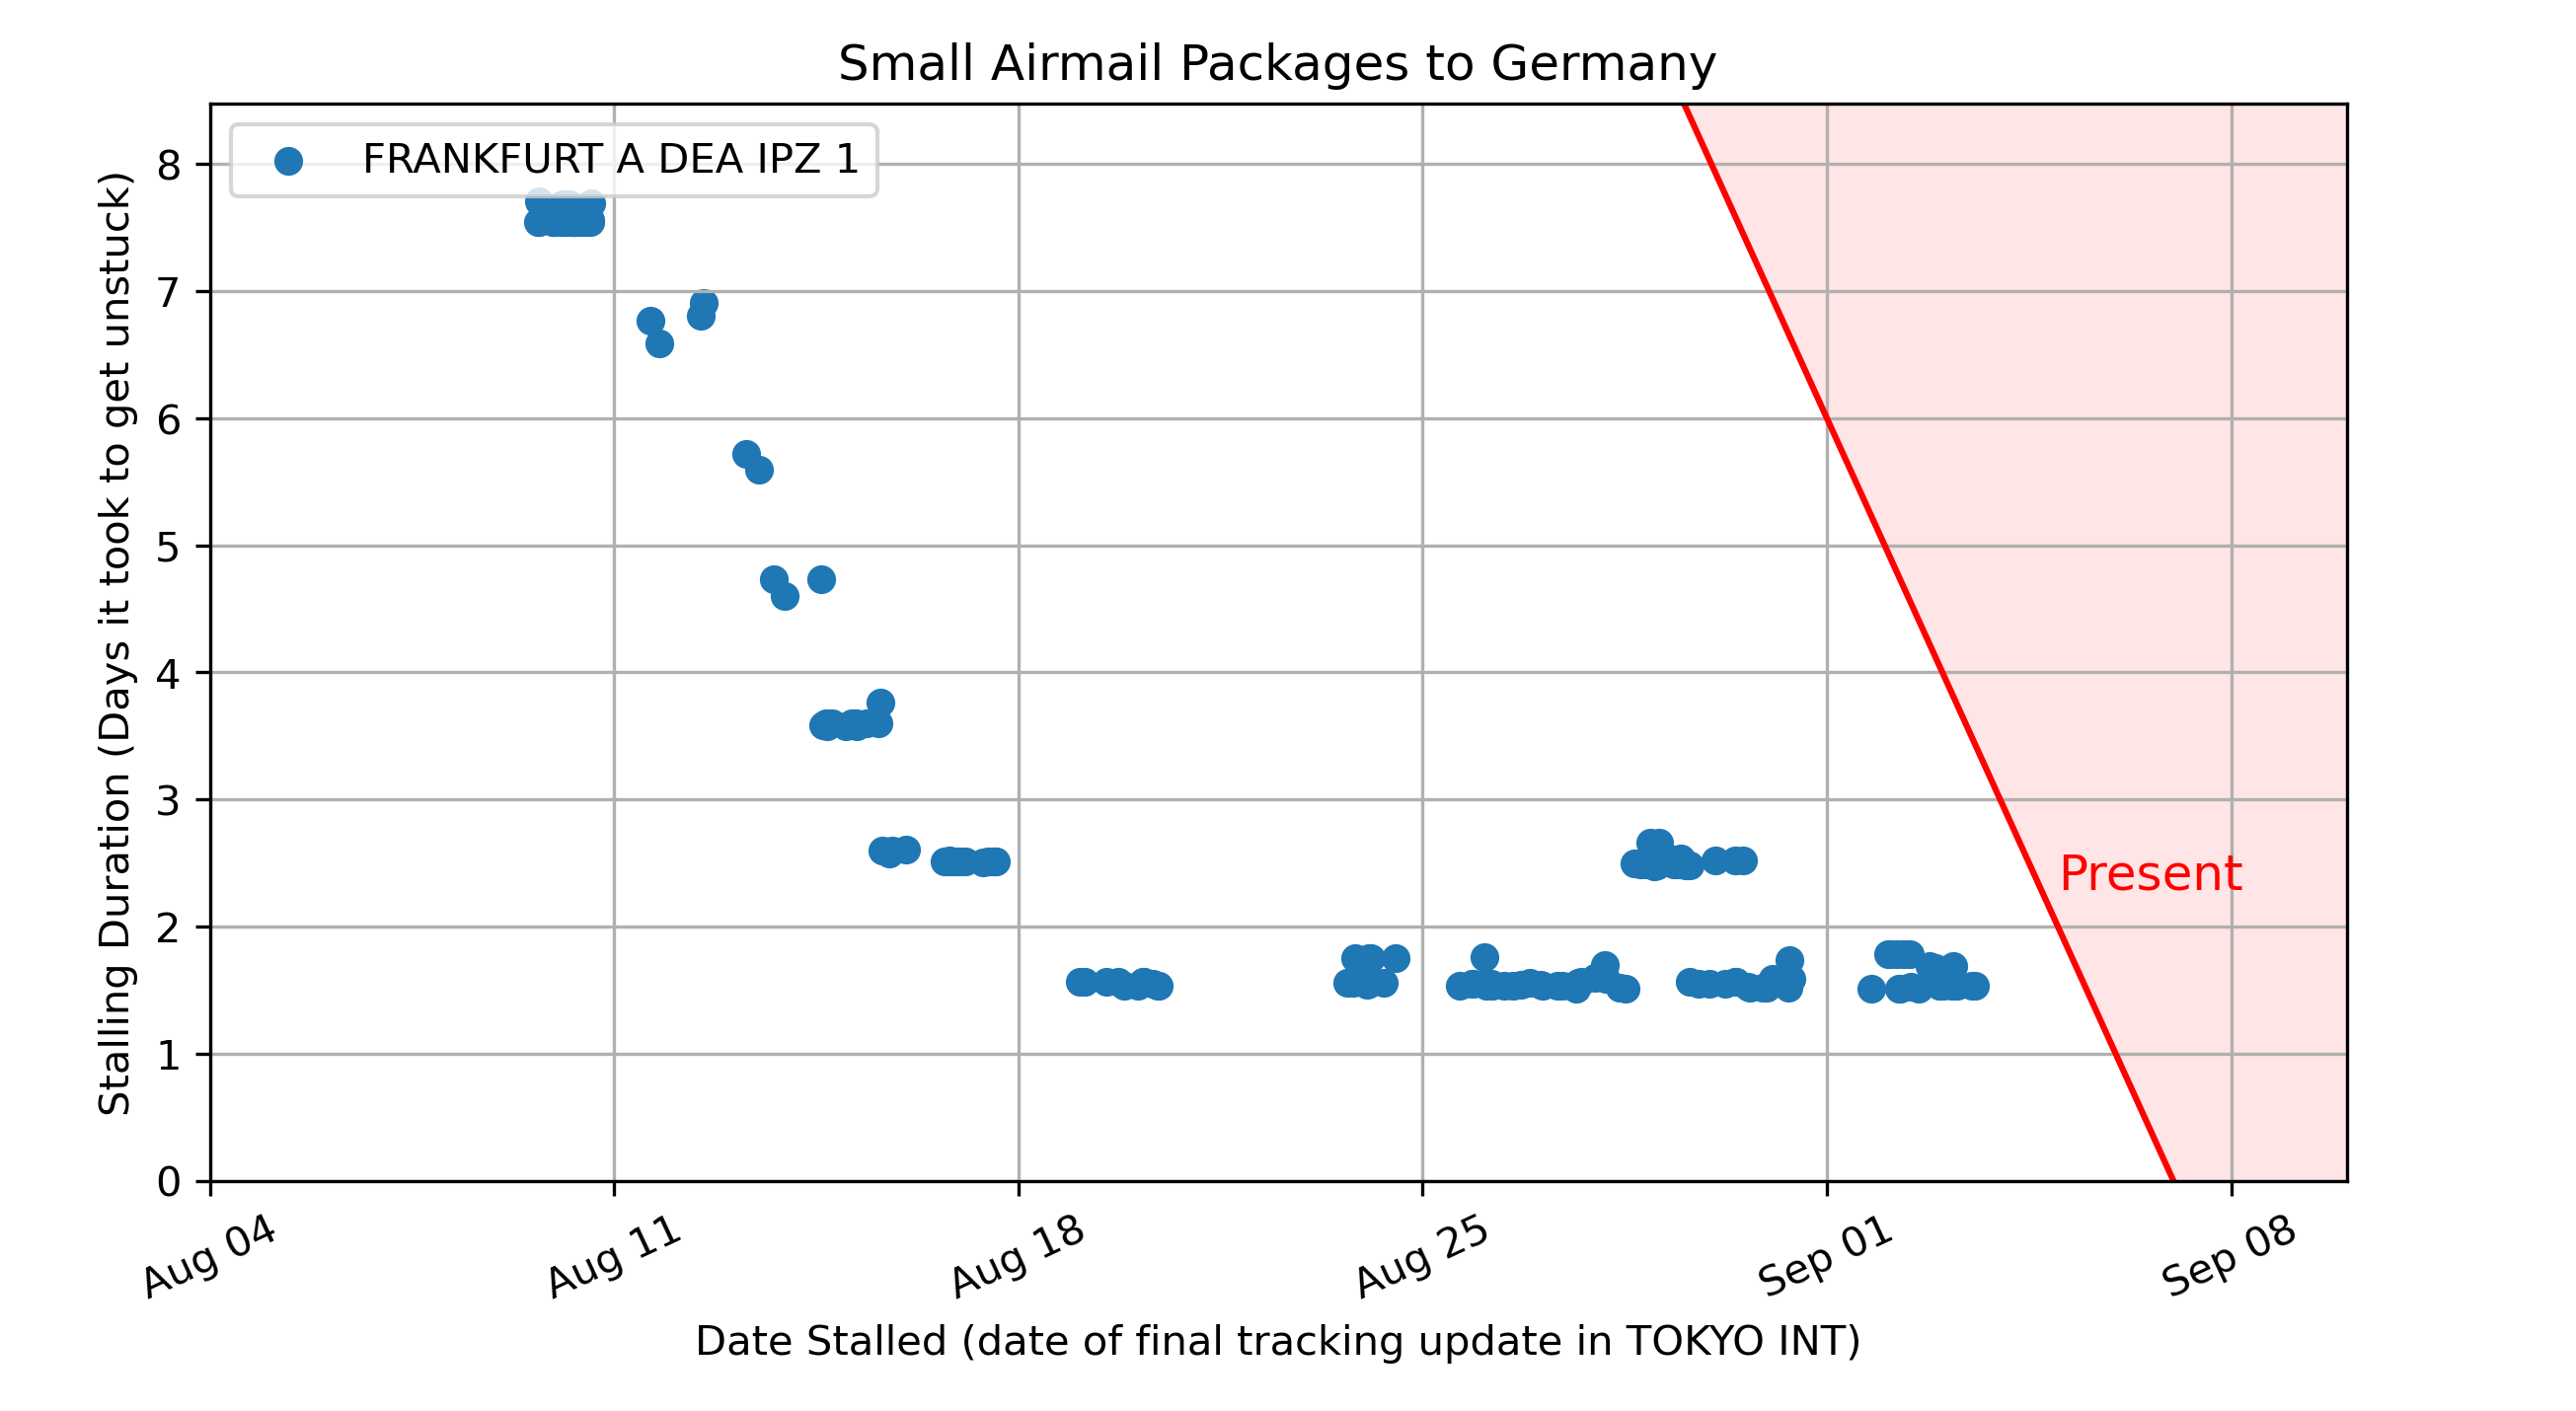 Small Airmail Packages to Germany
FRANKFURT A DEA IPZ 1
Stalling Duration (Days it took to get unstuck)
8
7
6
5
4
3
2
1
0
Present
Aug 04
Aug 11
Aug 18
Aug 25
Sep 01
Sep 08
Date Stalled (date of final tracking update in TOKYO INT)